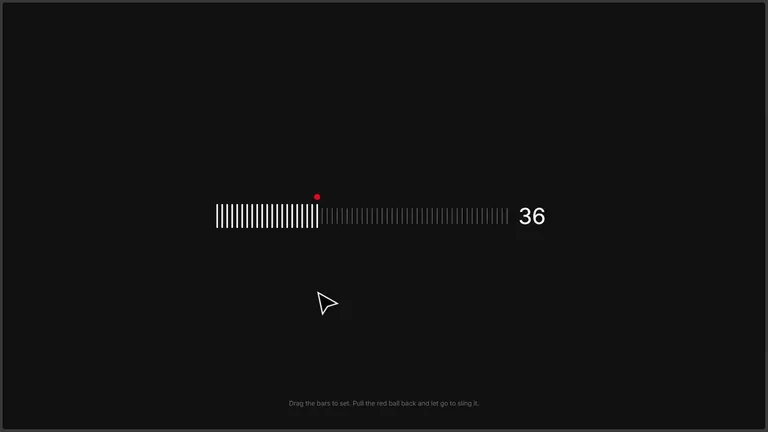 36
Drag the bars to set. Pull the red ball back and let go to sling it.